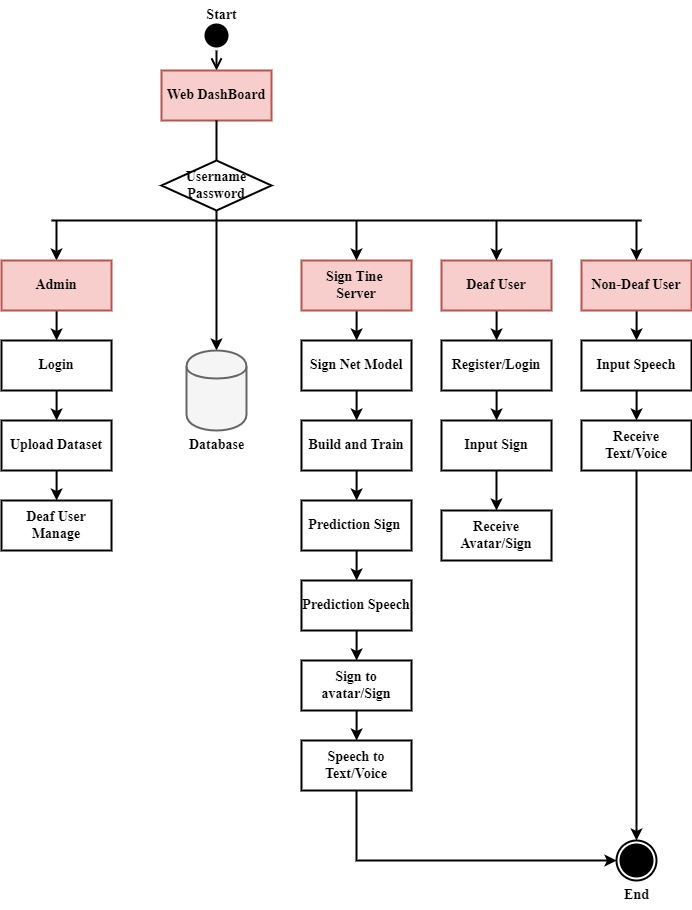 Start
Web DashBoard
Username
Password
Admin
Sign Tine
Server
Deaf User
Non-Deaf User
Login
Sign Net Model
Register/Login
Input Speech
Upload Dataset
Database
Build and Train
Input Sign
Receive
Text/Voice
Deaf User
Manage
Prediction Sign
Receive
Avatar/Sign
Prediction Speech
Sign to
avatar/Sign
Speech to
Text/Voice
End